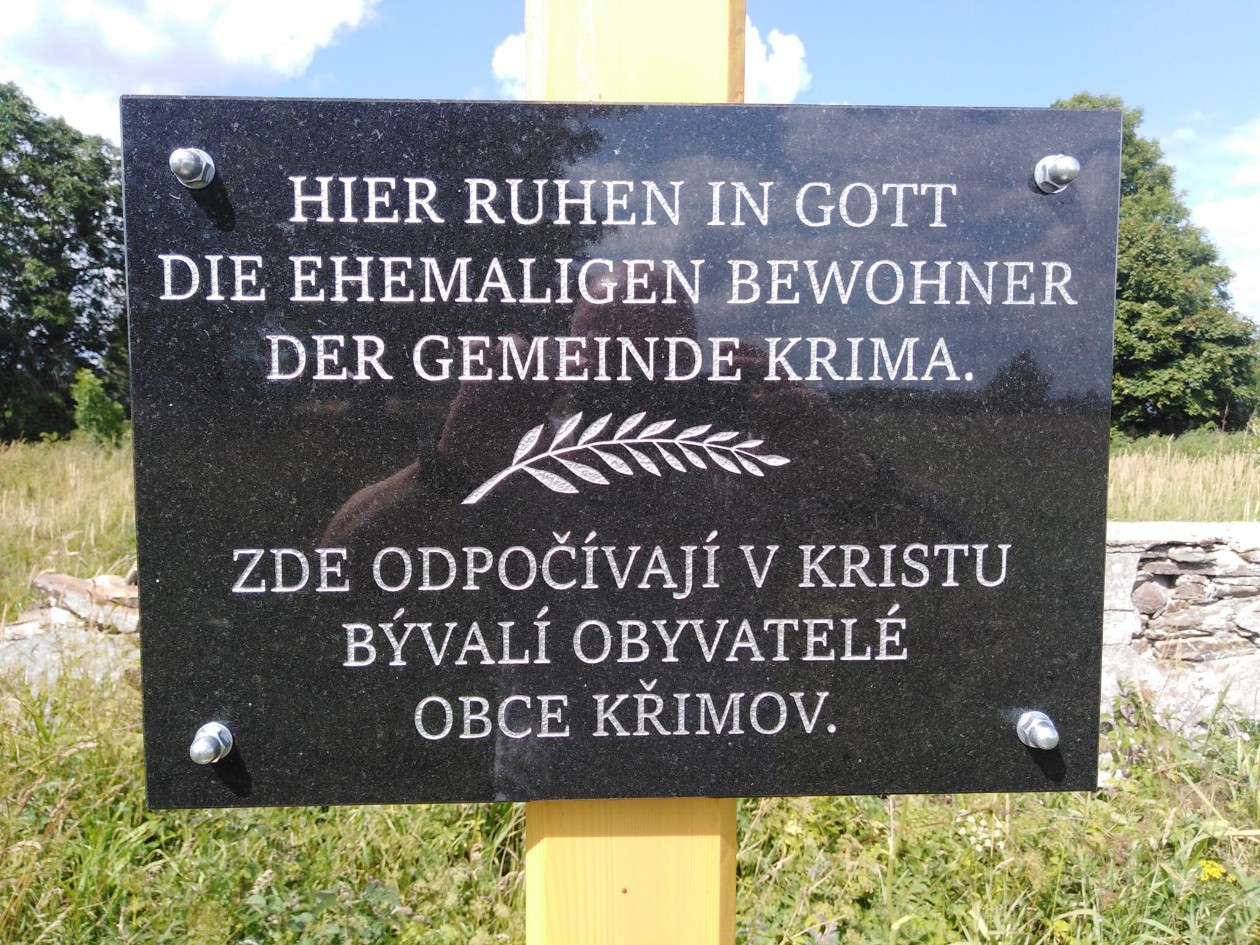 HIER RUHEN IN GOTT
DIE EHEMALIGEN BEWOHNER
DER GEMEINDE KRIMA.
ZDE ODPOČÍVAJÍ V KRISTU
BÝVALÍ OBYVATELÉ
OBCE KŘIMOV.